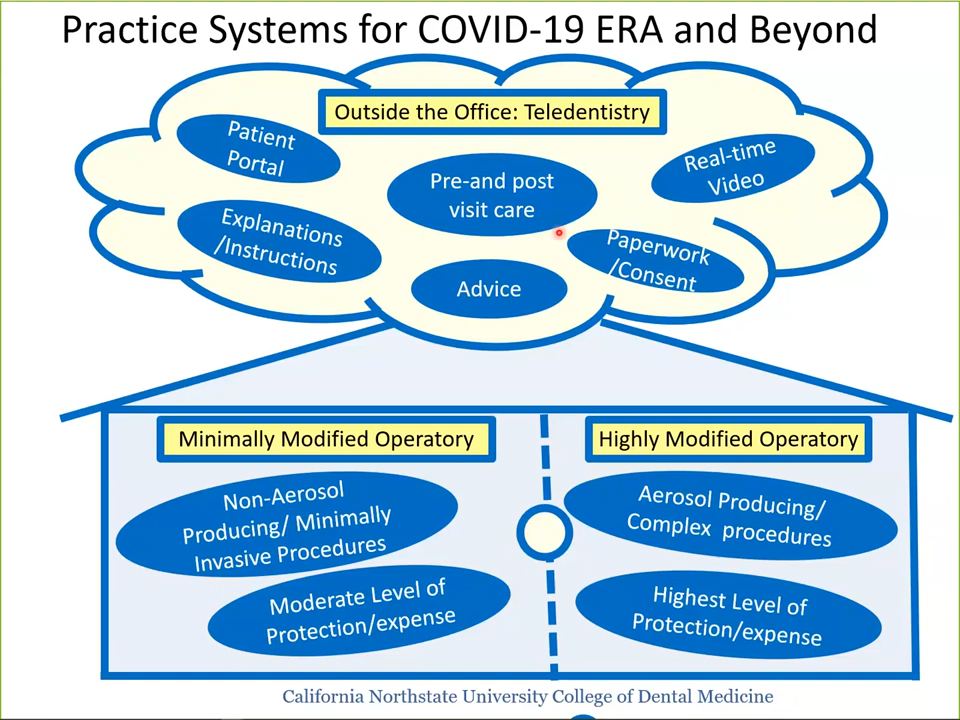 Practice Systems for COVID-19 ERA and Beyond
Outside the Office: Teledentistry
Patient
Portal
Pre-and post
visit care
Real-time
Video
Explanations
/Instructions
Paperwork
/Consent
Advice
Minimally Modified Operatory
Highly Modified Operatory
Non-Aerosol
Producing/ Minimally
Invasive Procedures
Aerosol Producing/
Complex procedures
Moderate Level of
Protection/expense
Highest Level of
Protection/expense
California Northstate University College of Dental Medicine